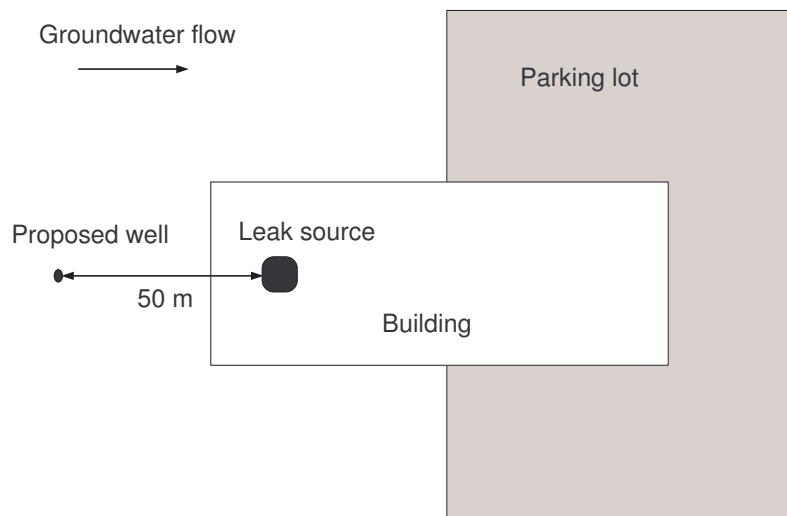 Groundwater flow
Parking lot
Proposed well
Leak source
50 m
Building